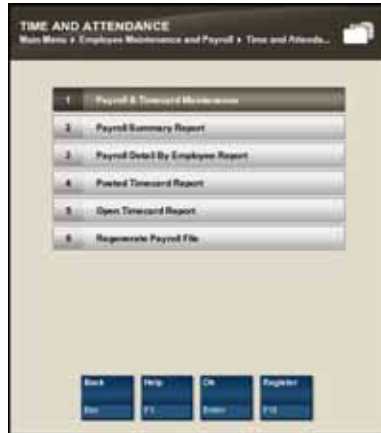 TIME AND ATTENDANCE
Main Menu > Employee Maintenance and Payroll > Time and Attenda...
1 Payroll & Timecard Maintenance
2 Payroll Summary Report
3 Payroll Detail By Employee Report
4 Posted Timecard Report
5 Open Timecard Report
6 Regenerate Payroll File
Back Help Ok Register
Esc F1 Enter F12